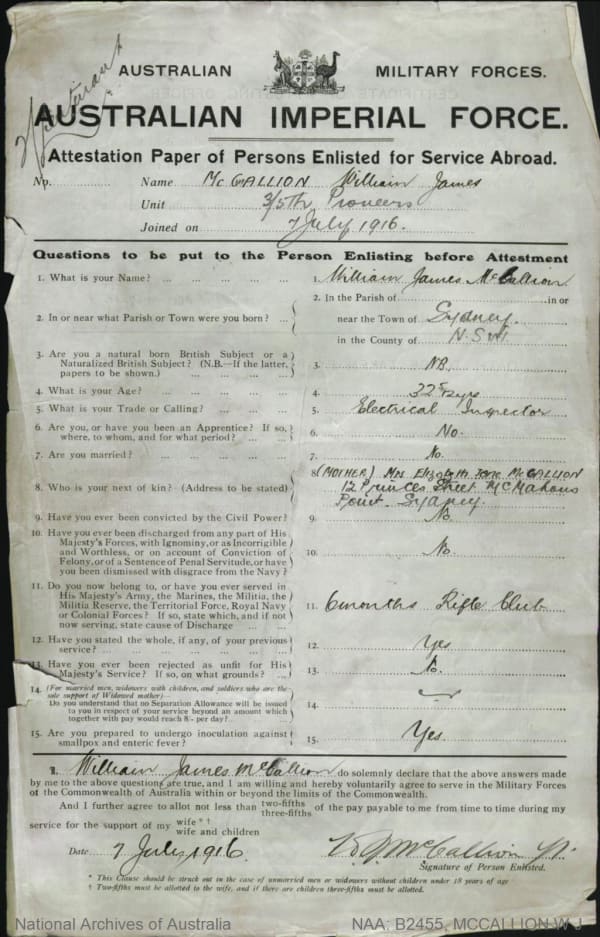 Lieutenant
AUSTRALIAN MILITARY FORCES.
AUSTRALIAN IMPERIAL FORCE.
Attestation Paper of Persons Enlisted for Service Abroad.
No. Name McCALLION William James
Unit 3/5th Pioneers
Joined on 7 July 1916.
Questions to be put to the Person Enlisting before Attestment
1. What is your Name? ... 1. William James McCallion
2. In or near what Parish or Town were you born? ... 2. In the Parish of in or
near the Town of Sydney
in the County of N.S.W.
3. Are you a natural born British Subject or a
Naturalized British Subject? (N.B.—If the latter,
papers to be shown.) 3. NB.
4. What is your Age? ... 4. 32
5. What is your Trade or Calling? ... 5. Electrical Inspector
6. Are you, or have you been an Apprentice? If so,
where, to whom, and for what period? ... 6. No.
7. Are you married? ... 7. No.
8. Who is your next of kin? (Address to be stated) 8 (MOTHER) Mrs Elizabeth Jane McCALLION
12 Princes Street McMahons
Point. Sydney.
9. Have you ever been convicted by the Civil Power? 9. No
10. Have you ever been discharged from any part of His
Majesty's Forces, with Ignominy, or as Incorrigible
and Worthless, or on account of Conviction of
Felony, or of a Sentence of Penal Servitude, or have
you been dismissed with disgrace from the Navy? 10. No.
11. Do you now belong to, or have you ever served in
His Majesty's Army, the Marines, the Militia, the
Militia Reserve, the Territorial Force, Royal Navy
or Colonial Forces? If so, state which, and if not
now serving, state cause of Discharge ... 11. 6 months Rifle Club
12. Have you stated the whole, if any, of your previous
service? ... 12. Yes
13. Have you ever been rejected as unfit for His
Majesty's Service? If so, on what grounds? ... 13. No.
14. (For married men, widowers with children, and soldiers who are the
sole support of Widowed mother)—
Do you understand that no Separation Allowance will be issued
to you in respect of your service beyond an amount which
together with pay would reach 8/- per day? ... 14.
15. Are you prepared to undergo inoculation against
smallpox and enteric fever? 15. Yes
I, William James McCallion do solemnly declare that the above answers made
by me to the above questions are true, and I am willing and hereby voluntarily agree to serve in the Military Forces
of the Commonwealth of Australia within or beyond the limits of the Commonwealth.
And I further agree to allot not less than two-fifths three-fifths of the pay payable to me from time to time during my
service for the support of my wife * † wife and children
Date 7 July 1916. W J McCallion
Signature of Person Enlisted.
* This Clause should be struck out in the case of unmarried men or widowers without children under 18 years of age
† Two-fifths must be allotted to the wife, and if there are children three-fifths must be allotted.
National Archives of Australia NAA: B2455, MCCALLION W J